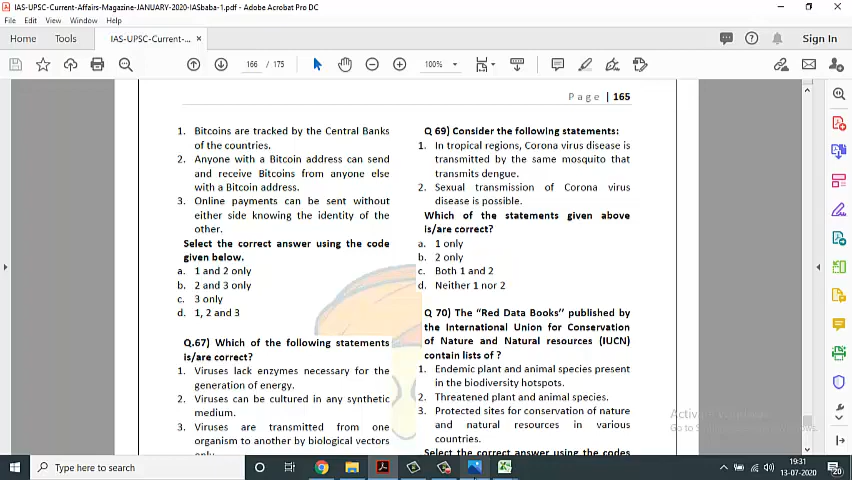 IAS-UPSC-Current-Affairs-Magazine-JANUARY-2020-IASbaba-1.pdf - Adobe Acrobat Pro DC
File Edit View Window Help
Home Tools IAS-UPSC-Current-... × Sign In
166 / 175 100%
Page | 165
1. Bitcoins are tracked by the Central Banks
of the countries.
2. Anyone with a Bitcoin address can send
and receive Bitcoins from anyone else
with a Bitcoin address.
3. Online payments can be sent without
either side knowing the identity of the
other.
Select the correct answer using the code
given below.
a. 1 and 2 only
b. 2 and 3 only
c. 3 only
d. 1, 2 and 3
Q.67) Which of the following statements
is/are correct?
1. Viruses lack enzymes necessary for the
generation of energy.
2. Viruses can be cultured in any synthetic
medium.
3. Viruses are transmitted from one
organism to another by biological vectors
only.
Q 69) Consider the following statements:
1. In tropical regions, Corona virus disease is
transmitted by the same mosquito that
transmits dengue.
2. Sexual transmission of Corona virus
disease is possible.
Which of the statements given above
is/are correct?
a. 1 only
b. 2 only
c. Both 1 and 2
d. Neither 1 nor 2
Q 70) The “Red Data Books” published by
the International Union for Conservation
of Nature and Natural resources (IUCN)
contain lists of ?
1. Endemic plant and animal species present
in the biodiversity hotspots.
2. Threatened plant and animal species.
3. Protected sites for conservation of nature
and natural resources in various
countries.
Select the correct answer using the codes
Go to
Type here to search
19:31
13-07-2020
20